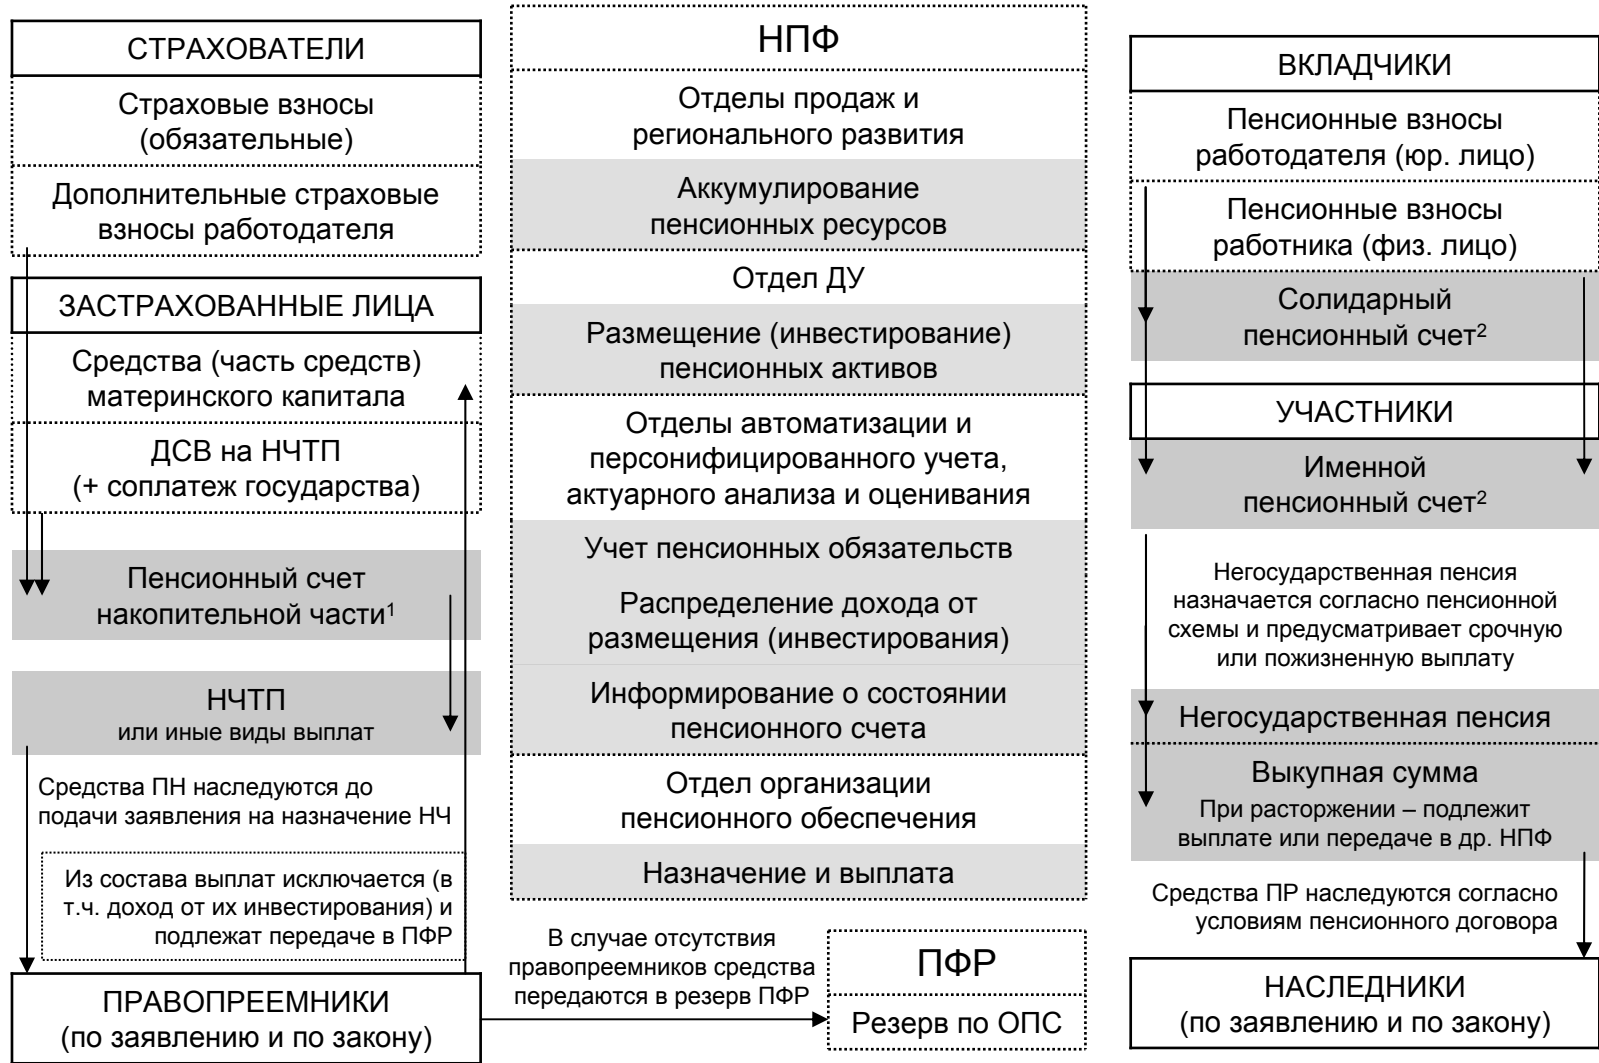 СТРАХОВАТЕЛИ
Страховые взносы
(обязательные)
Дополнительные страховые
взносы работодателя
ЗАСТРАХОВАННЫЕ ЛИЦА
Средства (часть средств)
материнского капитала
ДСВ на НЧТП
(+ соплатеж государства)
Пенсионный счет
накопительной части¹
НЧТП
или иные виды выплат
Средства ПН наследуются до
подачи заявления на назначение НЧ
Из состава выплат исключается (в
т.ч. доход от их инвестирования) и
подлежат передаче в ПФР
ПРАВОПРЕЕМНИКИ
(по заявлению и по закону)
НПФ
Отделы продаж и
регионального развития
Аккумулирование
пенсионных ресурсов
Отдел ДУ
Размещение (инвестирование)
пенсионных активов
Отделы автоматизации и
персонифицированного учета,
актуарного анализа и оценивания
Учет пенсионных обязательств
Распределение дохода от
размещения (инвестирования)
Информирование о состоянии
пенсионного счета
Отдел организации
пенсионного обеспечения
Назначение и выплата
В случае отсутствия
правопреемников средства
передаются в резерв ПФР
ПФР
Резерв по ОПС
ВКЛАДЧИКИ
Пенсионные взносы
работодателя (юр. лицо)
Пенсионные взносы
работника (физ. лицо)
Солидарный
пенсионный счет²
УЧАСТНИКИ
Именной
пенсионный счет²
Негосударственная пенсия
назначается согласно пенсионной
схемы и предусматривает срочную
или пожизненную выплату
Негосударственная пенсия
Выкупная сумма
При расторжении – подлежит
выплате или передаче в др. НПФ
Средства ПР наследуются согласно
условиям пенсионного договора
НАСЛЕДНИКИ
(по заявлению и по закону)